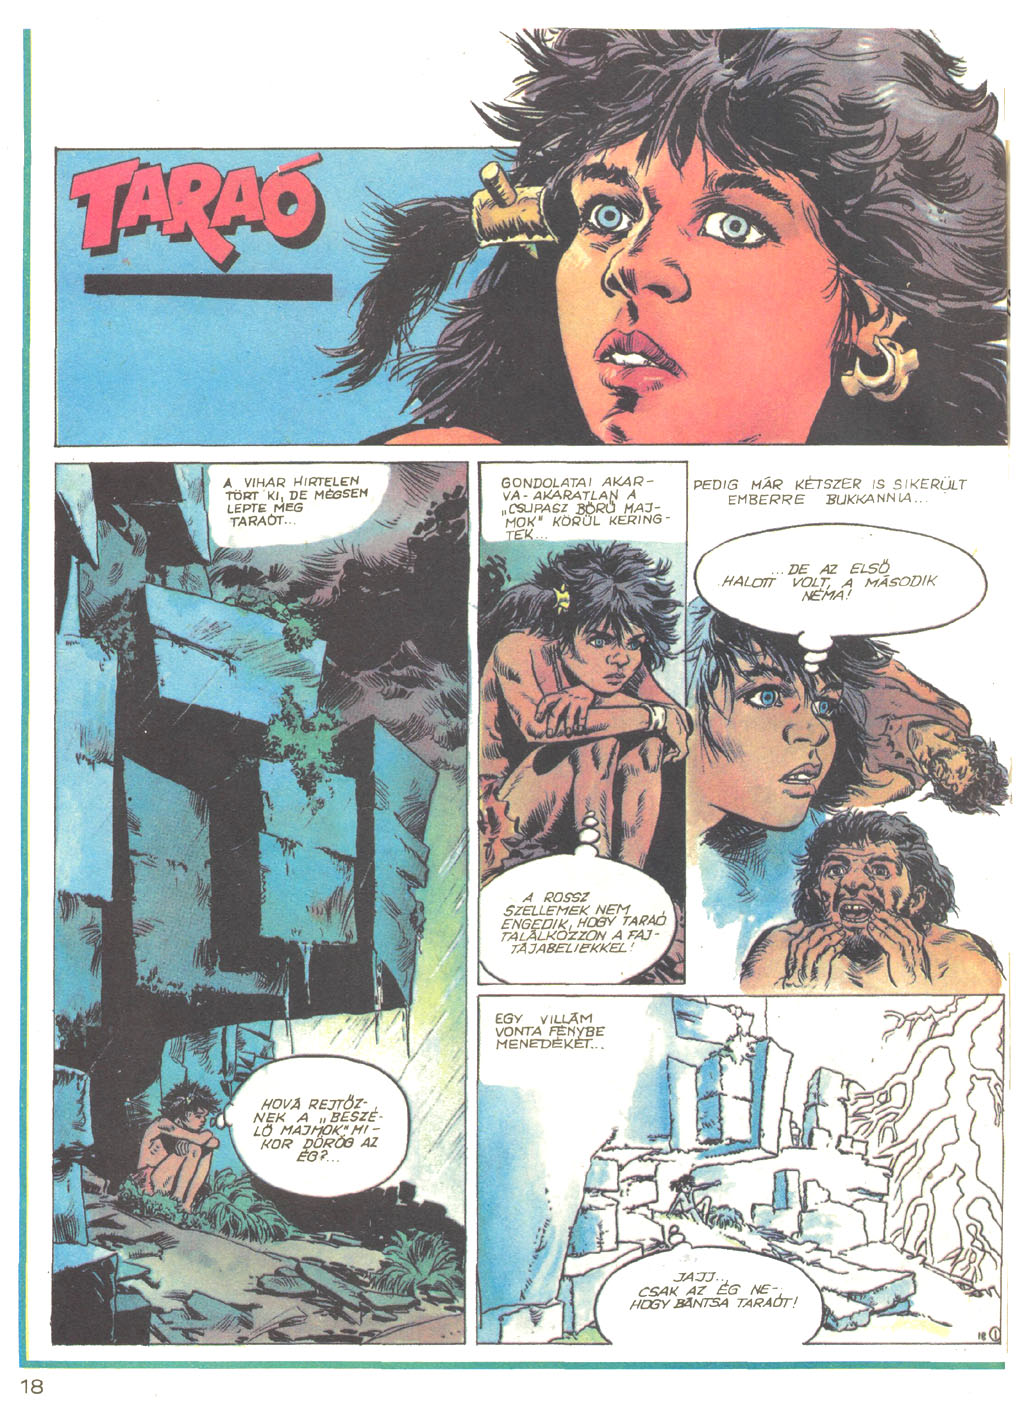 TARAÓ
A VIHAR HIRTELEN
TÖRT KI, DE MÉGSEM
LEPTE MEG
TARAÓT...
GONDOLATAI AKAR-
VA-AKARATLAN A
„CSUPASZ BŐRŰ MAJ-
MOK" KÖRÜL KERING-
TEK...
PEDIG MÁR KÉTSZER IS SIKERÜLT
EMBERRE BUKKANNIA...
...DE AZ ELSŐ
HALOTT VOLT, A MÁSODIK
NÉMA!
A ROSSZ
SZELLEMEK NEM
ENGEDIK, HOGY TARAÓ
TALÁLKOZZON A FAJ-
TÁJABELIEKKEL!
HOVÁ REJTŐZ-
NEK A „BESZÉ-
LŐ MAJMOK" MI-
KOR DÖRÖG AZ
ÉG?...
EGY VILLÁM
VONTA FÉNYBE
MENEDÉKÉT...
JAJJ...
CSAK AZ ÉG NE-
HOGY BÁNTSA TARAÓT!
18 1
18